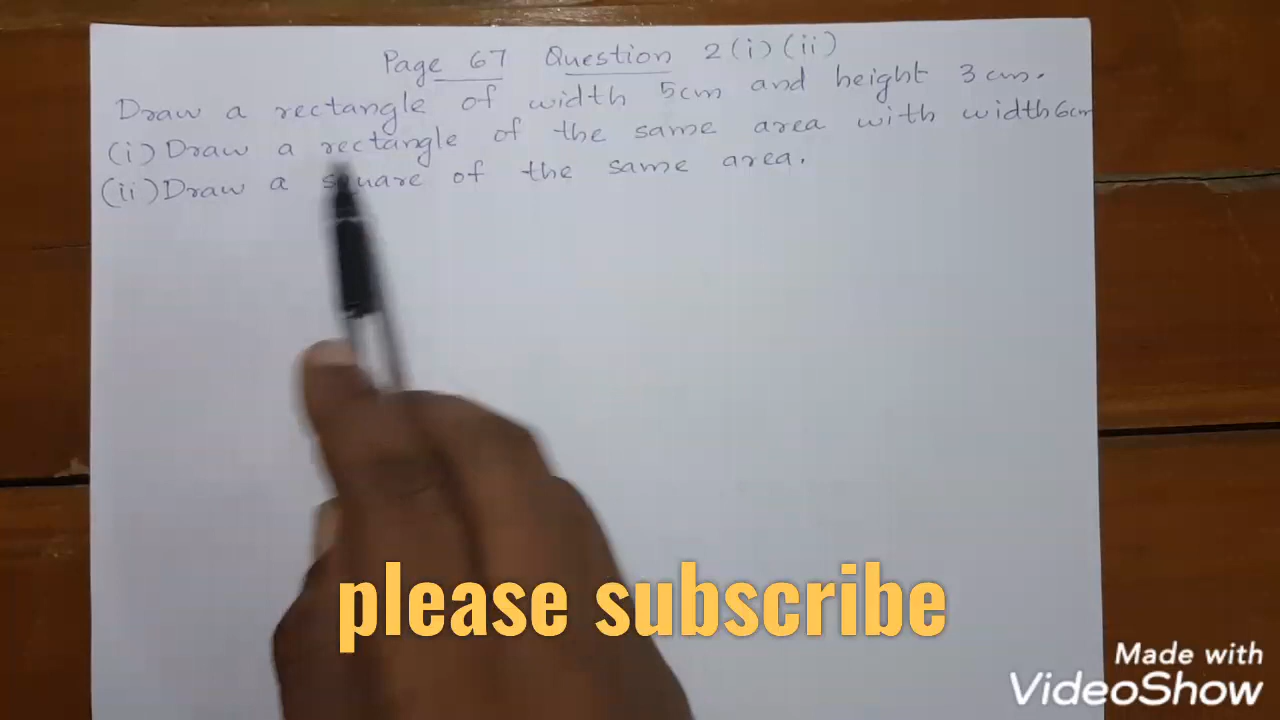 Page 67 Question 2(i)(ii)
Draw a rectangle of width 5cm and height 3cm.
(i) Draw a rectangle of the same area with width 6cm
(ii) Draw a square of the same area.
please subscribe
Made with
VideoShow